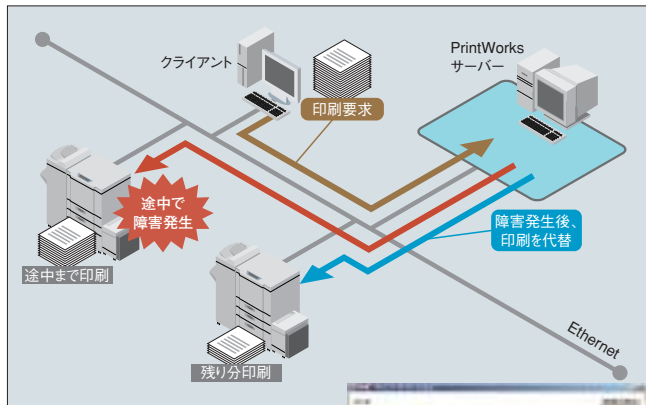 クライアント
PrintWorks
サーバー
印刷要求
途中で
障害発生
障害発生後、
印刷を代替
途中まで印刷
残り分印刷
Ethernet